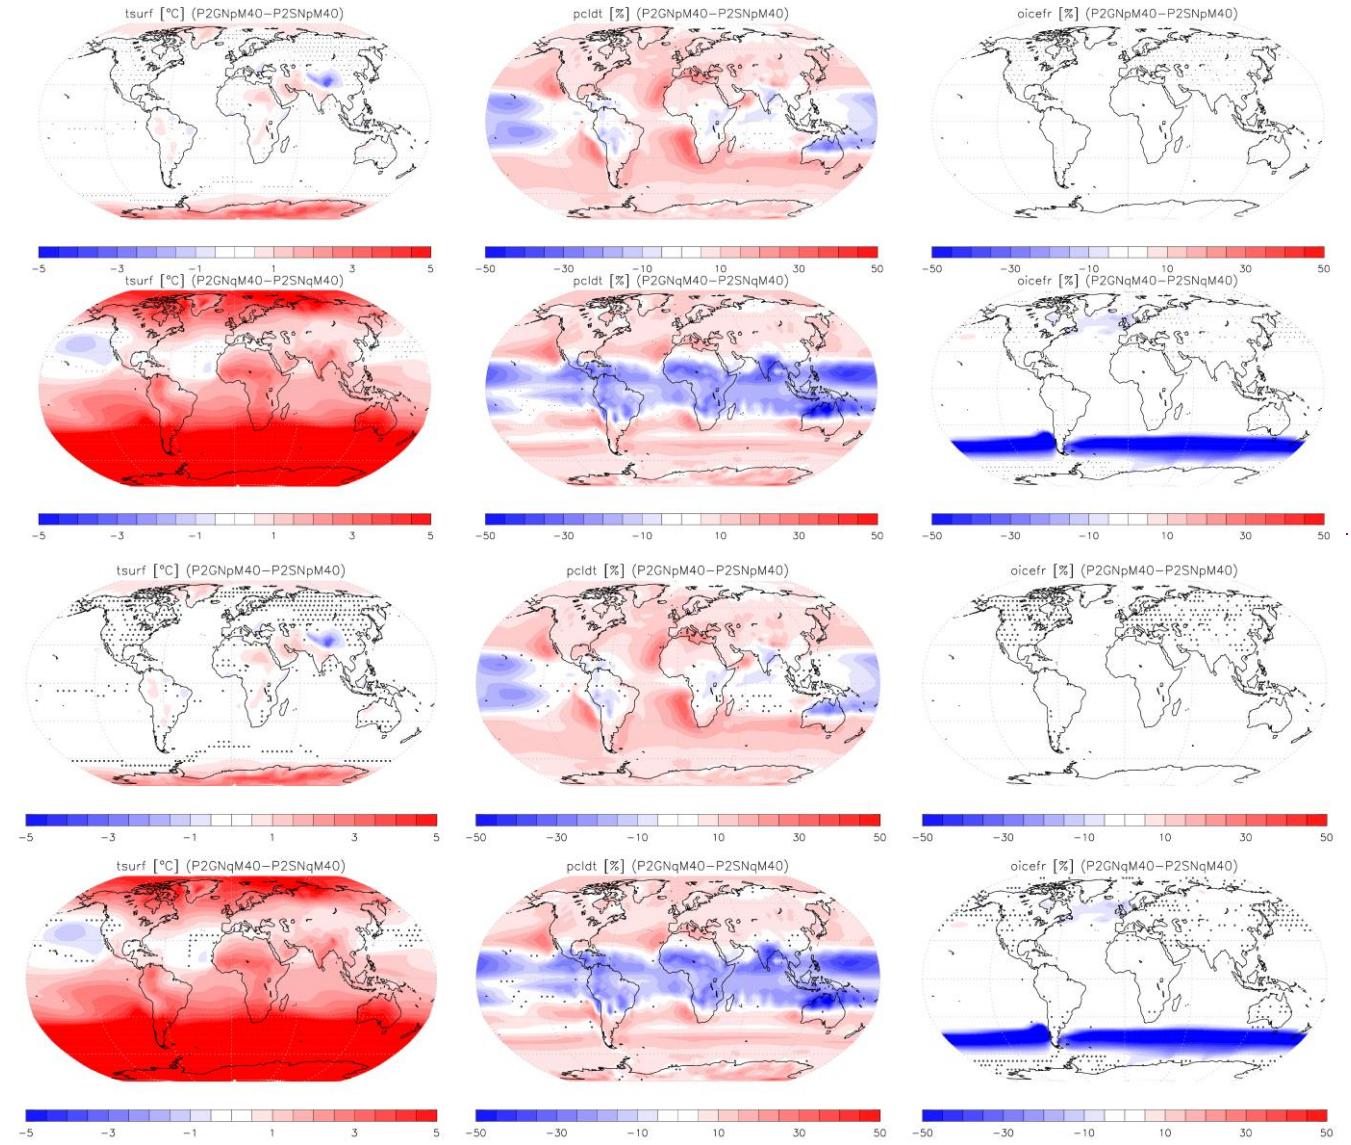 tsurf [°C] (P2GNpM40−P2SNpM40) pcldt [%] (P2GNpM40−P2SNpM40) oicefr [%] (P2GNpM40−P2SNpM40)
−5 −3 −1 1 3 5 −50 −30 −10 10 30 50 −50 −30 −10 10 30 50
tsurf [°C] (P2GNqM40−P2SNqM40) pcldt [%] (P2GNqM40−P2SNqM40) oicefr [%] (P2GNqM40−P2SNqM40)
−5 −3 −1 1 3 5 −50 −30 −10 10 30 50 −50 −30 −10 10 30 50
tsurf [°C] (P2GNpM40−P2SNpM40) pcldt [%] (P2GNpM40−P2SNpM40) oicefr [%] (P2GNpM40−P2SNpM40)
−5 −3 −1 1 3 5 −50 −30 −10 10 30 50 −50 −30 −10 10 30 50
tsurf [°C] (P2GNqM40−P2SNqM40) pcldt [%] (P2GNqM40−P2SNqM40) oicefr [%] (P2GNqM40−P2SNqM40)
−5 −3 −1 1 3 5 −50 −30 −10 10 30 50 −50 −30 −10 10 30 50